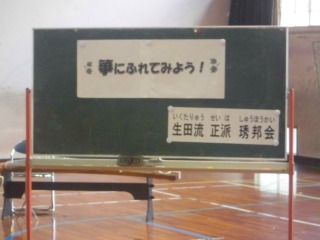 箏にふれてみよう！
いくたりゅう せい は しゅうほうかい
生田流 正派 琇邦会